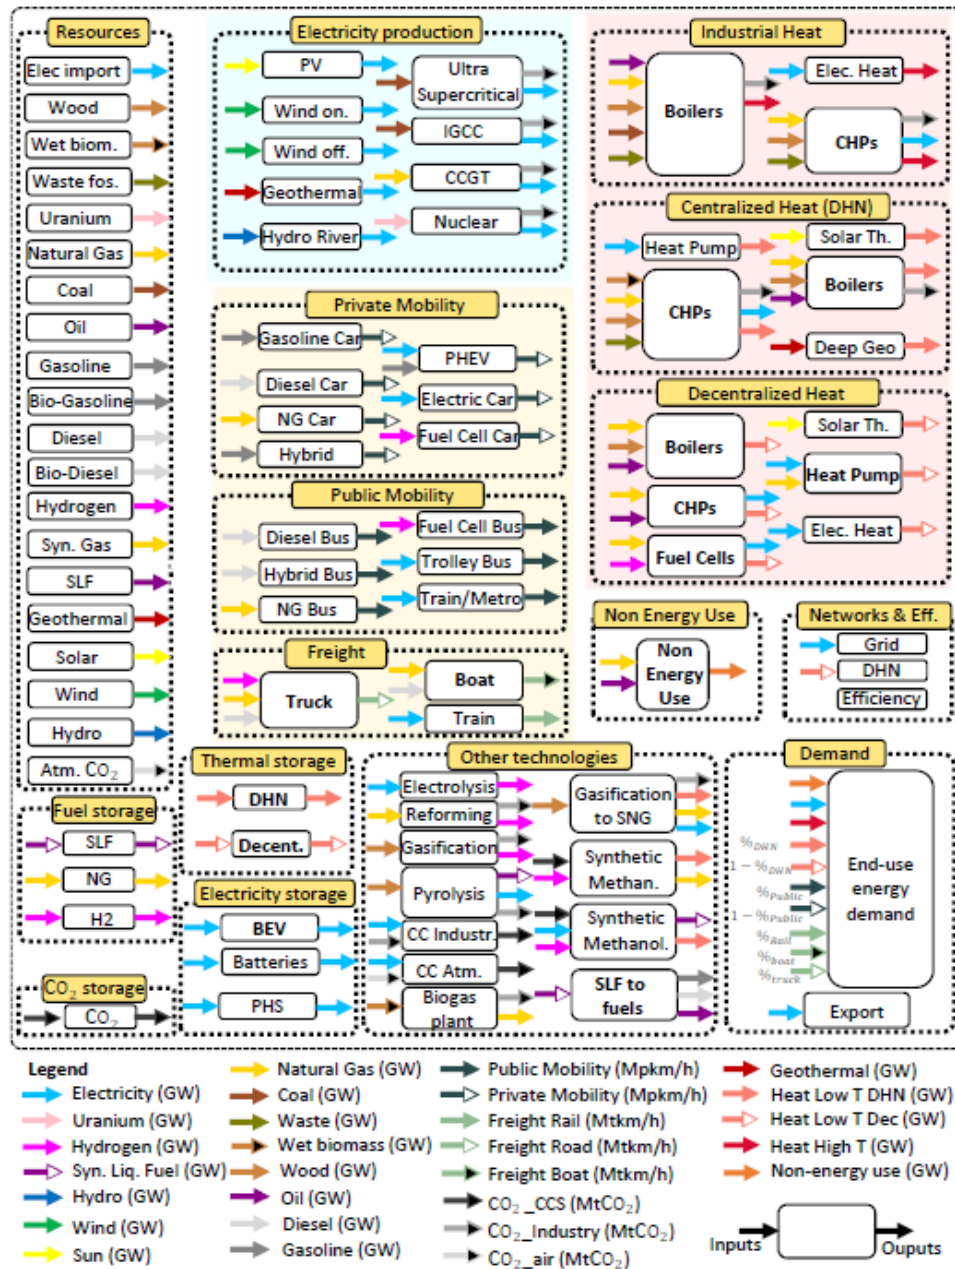 Resources
Elec import
Wood
Wet biom.
Waste fos.
Uranium
Natural Gas
Coal
Oil
Gasoline
Bio-Gasoline
Diesel
Bio-Diesel
Hydrogen
Syn. Gas
SLF
Geothermal
Solar
Wind
Hydro
Atm. CO2
Fuel storage
SLF
NG
H2
CO2 storage
CO2
Electricity production
PV
Wind on.
Wind off.
Geothermal
Hydro River
Ultra
Supercritical
IGCC
CCGT
Nuclear
Private Mobility
Gasoline Car
Diesel Car
NG Car
Hybrid
PHEV
Electric Car
Fuel Cell Car
Public Mobility
Diesel Bus
Hybrid Bus
NG Bus
Fuel Cell Bus
Trolley Bus
Train/Metro
Freight
Truck
Boat
Train
Industrial Heat
Boilers
Elec. Heat
CHPs
Centralized Heat (DHN)
Heat Pump
CHPs
Solar Th.
Boilers
Deep Geo
Decentralized Heat
Boilers
CHPs
Fuel Cells
Solar Th.
Heat Pump
Elec. Heat
Non Energy Use
Non
Energy
Use
Networks & Eff.
Grid
DHN
Efficiency
Thermal storage
DHN
Decent.
Electricity storage
BEV
Batteries
PHS
Other technologies
Electrolysis
Reforming
Gasification
Pyrolysis
CC Industr.
CC Atm.
Biogas
plant
Gasification
to SNG
Synthetic
Methan.
Synthetic
Methanol.
SLF to
fuels
Demand
%DHN
1 − %DHN
%Public
1 − %Public
%Rail
%boat
%truck
End-use
energy
demand
Export
Legend
Electricity (GW)
Uranium (GW)
Hydrogen (GW)
Syn. Liq. Fuel (GW)
Hydro (GW)
Wind (GW)
Sun (GW)
Natural Gas (GW)
Coal (GW)
Waste (GW)
Wet biomass (GW)
Wood (GW)
Oil (GW)
Diesel (GW)
Gasoline (GW)
Public Mobility (Mpkm/h)
Private Mobility (Mpkm/h)
Freight Rail (Mtkm/h)
Freight Road (Mtkm/h)
Freight Boat (Mtkm/h)
CO2_CCS (MtCO2)
CO2_Industry (MtCO2)
CO2_air (MtCO2)
Geothermal (GW)
Heat Low T DHN (GW)
Heat Low T Dec (GW)
Heat High T (GW)
Non-energy use (GW)
Inputs
Ouputs